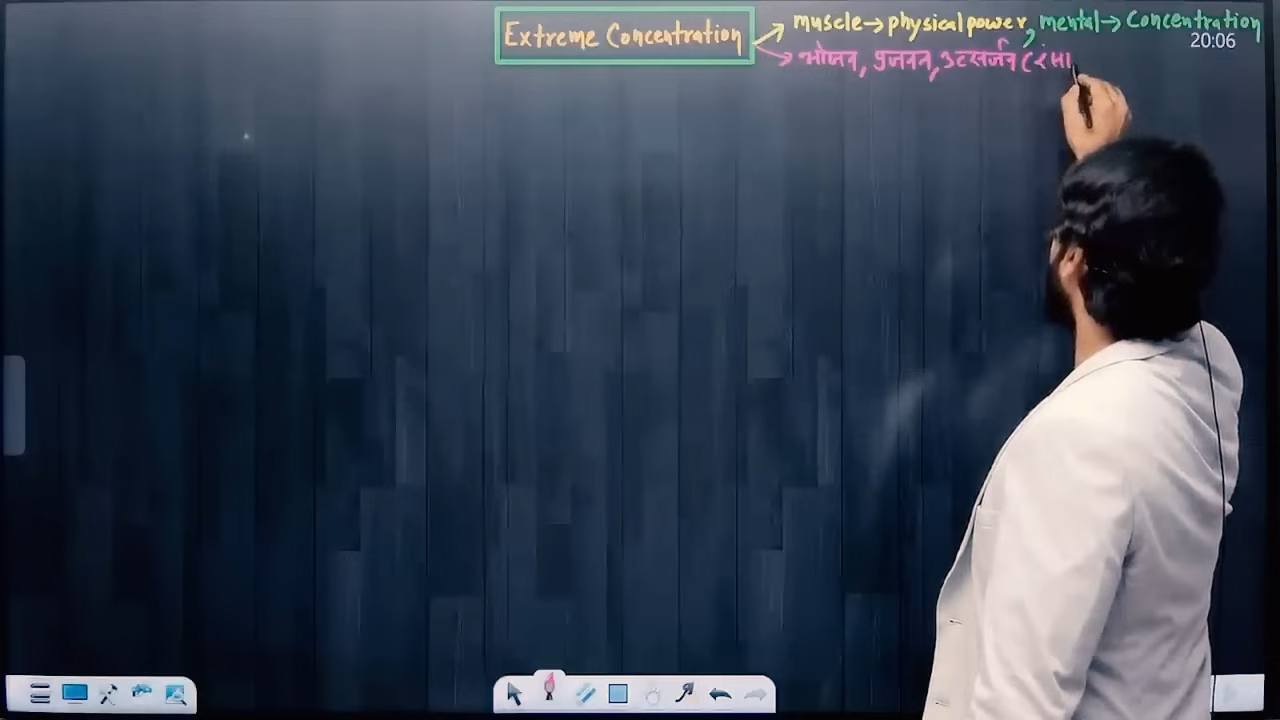 Extreme Concentration
muscle→physical power, mental→Concentration
20:06
भोजन, प्रजनन, उत्सर्जन (